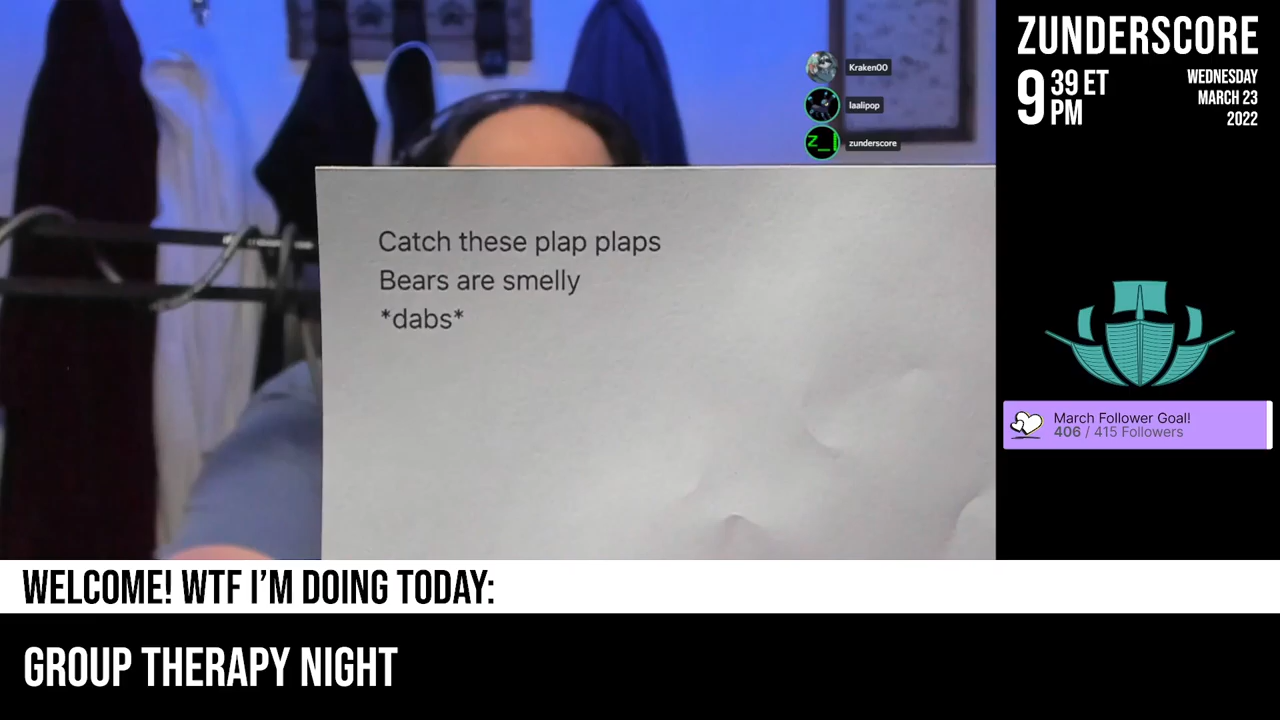 ZUNDERSCORE
9 39 ET
PM
WEDNESDAY
MARCH 23
2022
Kraken00
laalipop
z_
zunderscore
Catch these plap plaps
Bears are smelly
*dabs*
March Follower Goal!
406 / 415 Followers
WELCOME! WTF I'M DOING TODAY:
GROUP THERAPY NIGHT